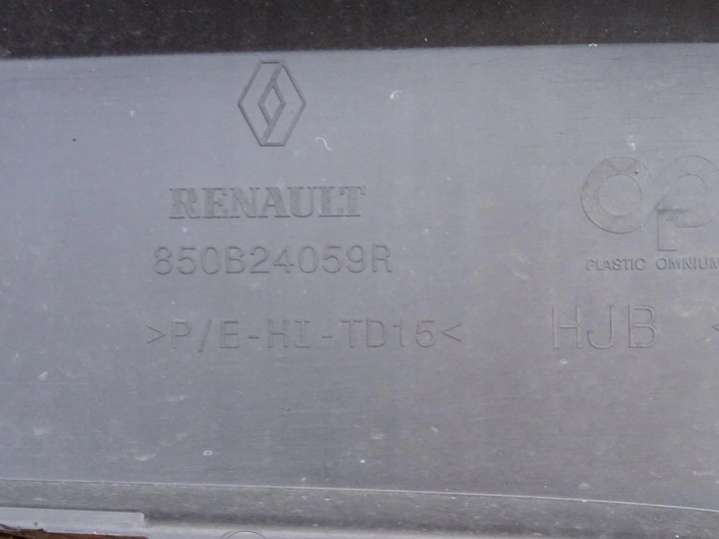 RENAULT
850B24059R
PLASTIC OMNIUM
>P/E-HI-TD15<
HJB <